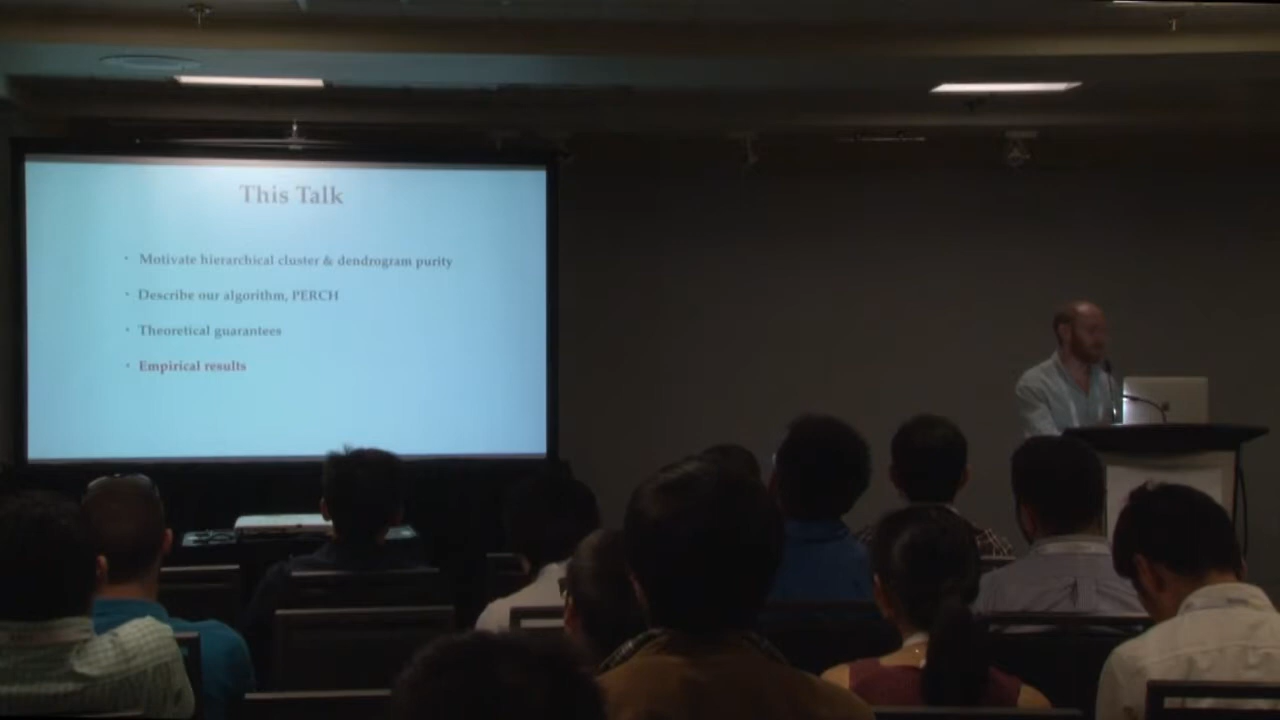 This Talk
· Motivate hierarchical cluster & dendrogram purity
· Describe our algorithm, PERCH
· Theoretical guarantees
· Empirical results